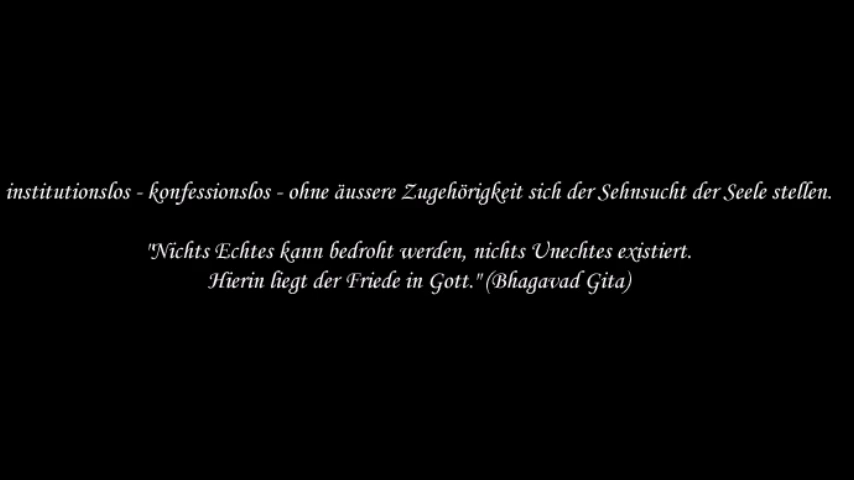 institutionslos - konfessionslos - ohne äussere Zugehörigkeit sich der Sehnsucht der Seele stellen.
"Nichts Echtes kann bedroht werden, nichts Unechtes existiert.
Hierin liegt der Friede in Gott." (Bhagavad Gita)